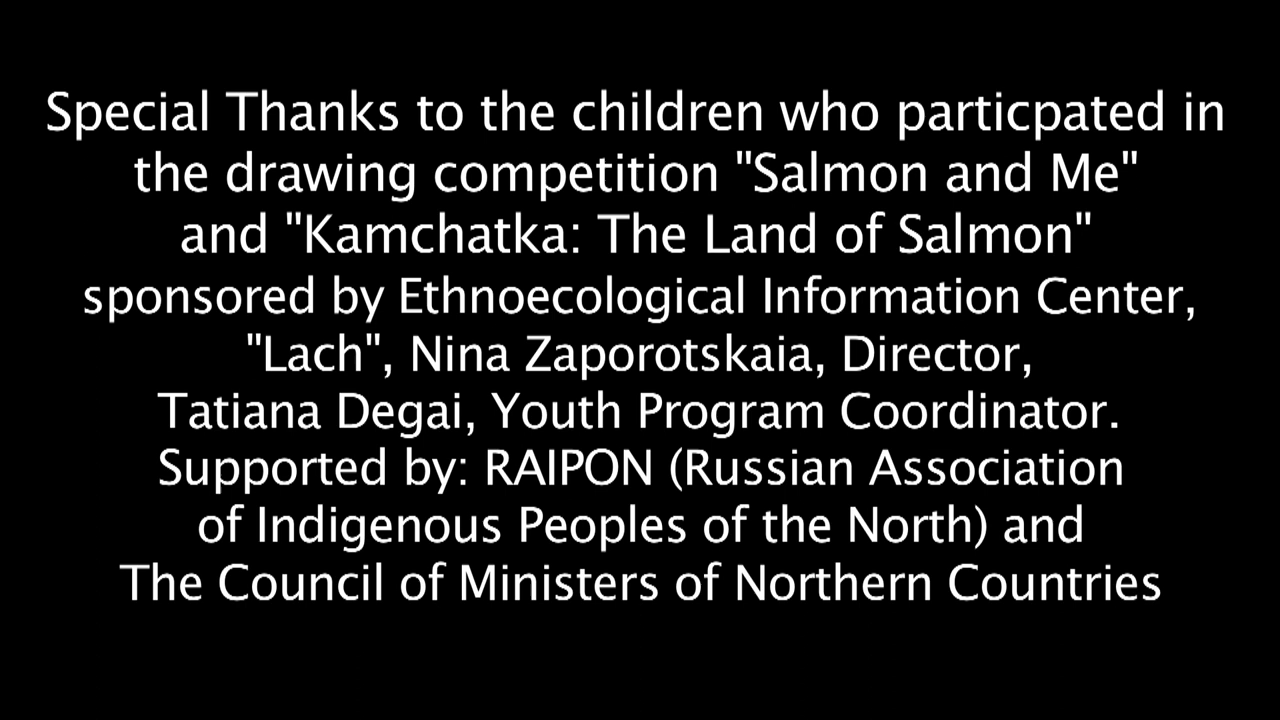 Special Thanks to the children who particpated in
the drawing competition "Salmon and Me"
and "Kamchatka: The Land of Salmon"
sponsored by Ethnoecological Information Center,
"Lach", Nina Zaporotskaia, Director,
Tatiana Degai, Youth Program Coordinator.
Supported by: RAIPON (Russian Association
of Indigenous Peoples of the North) and
The Council of Ministers of Northern Countries